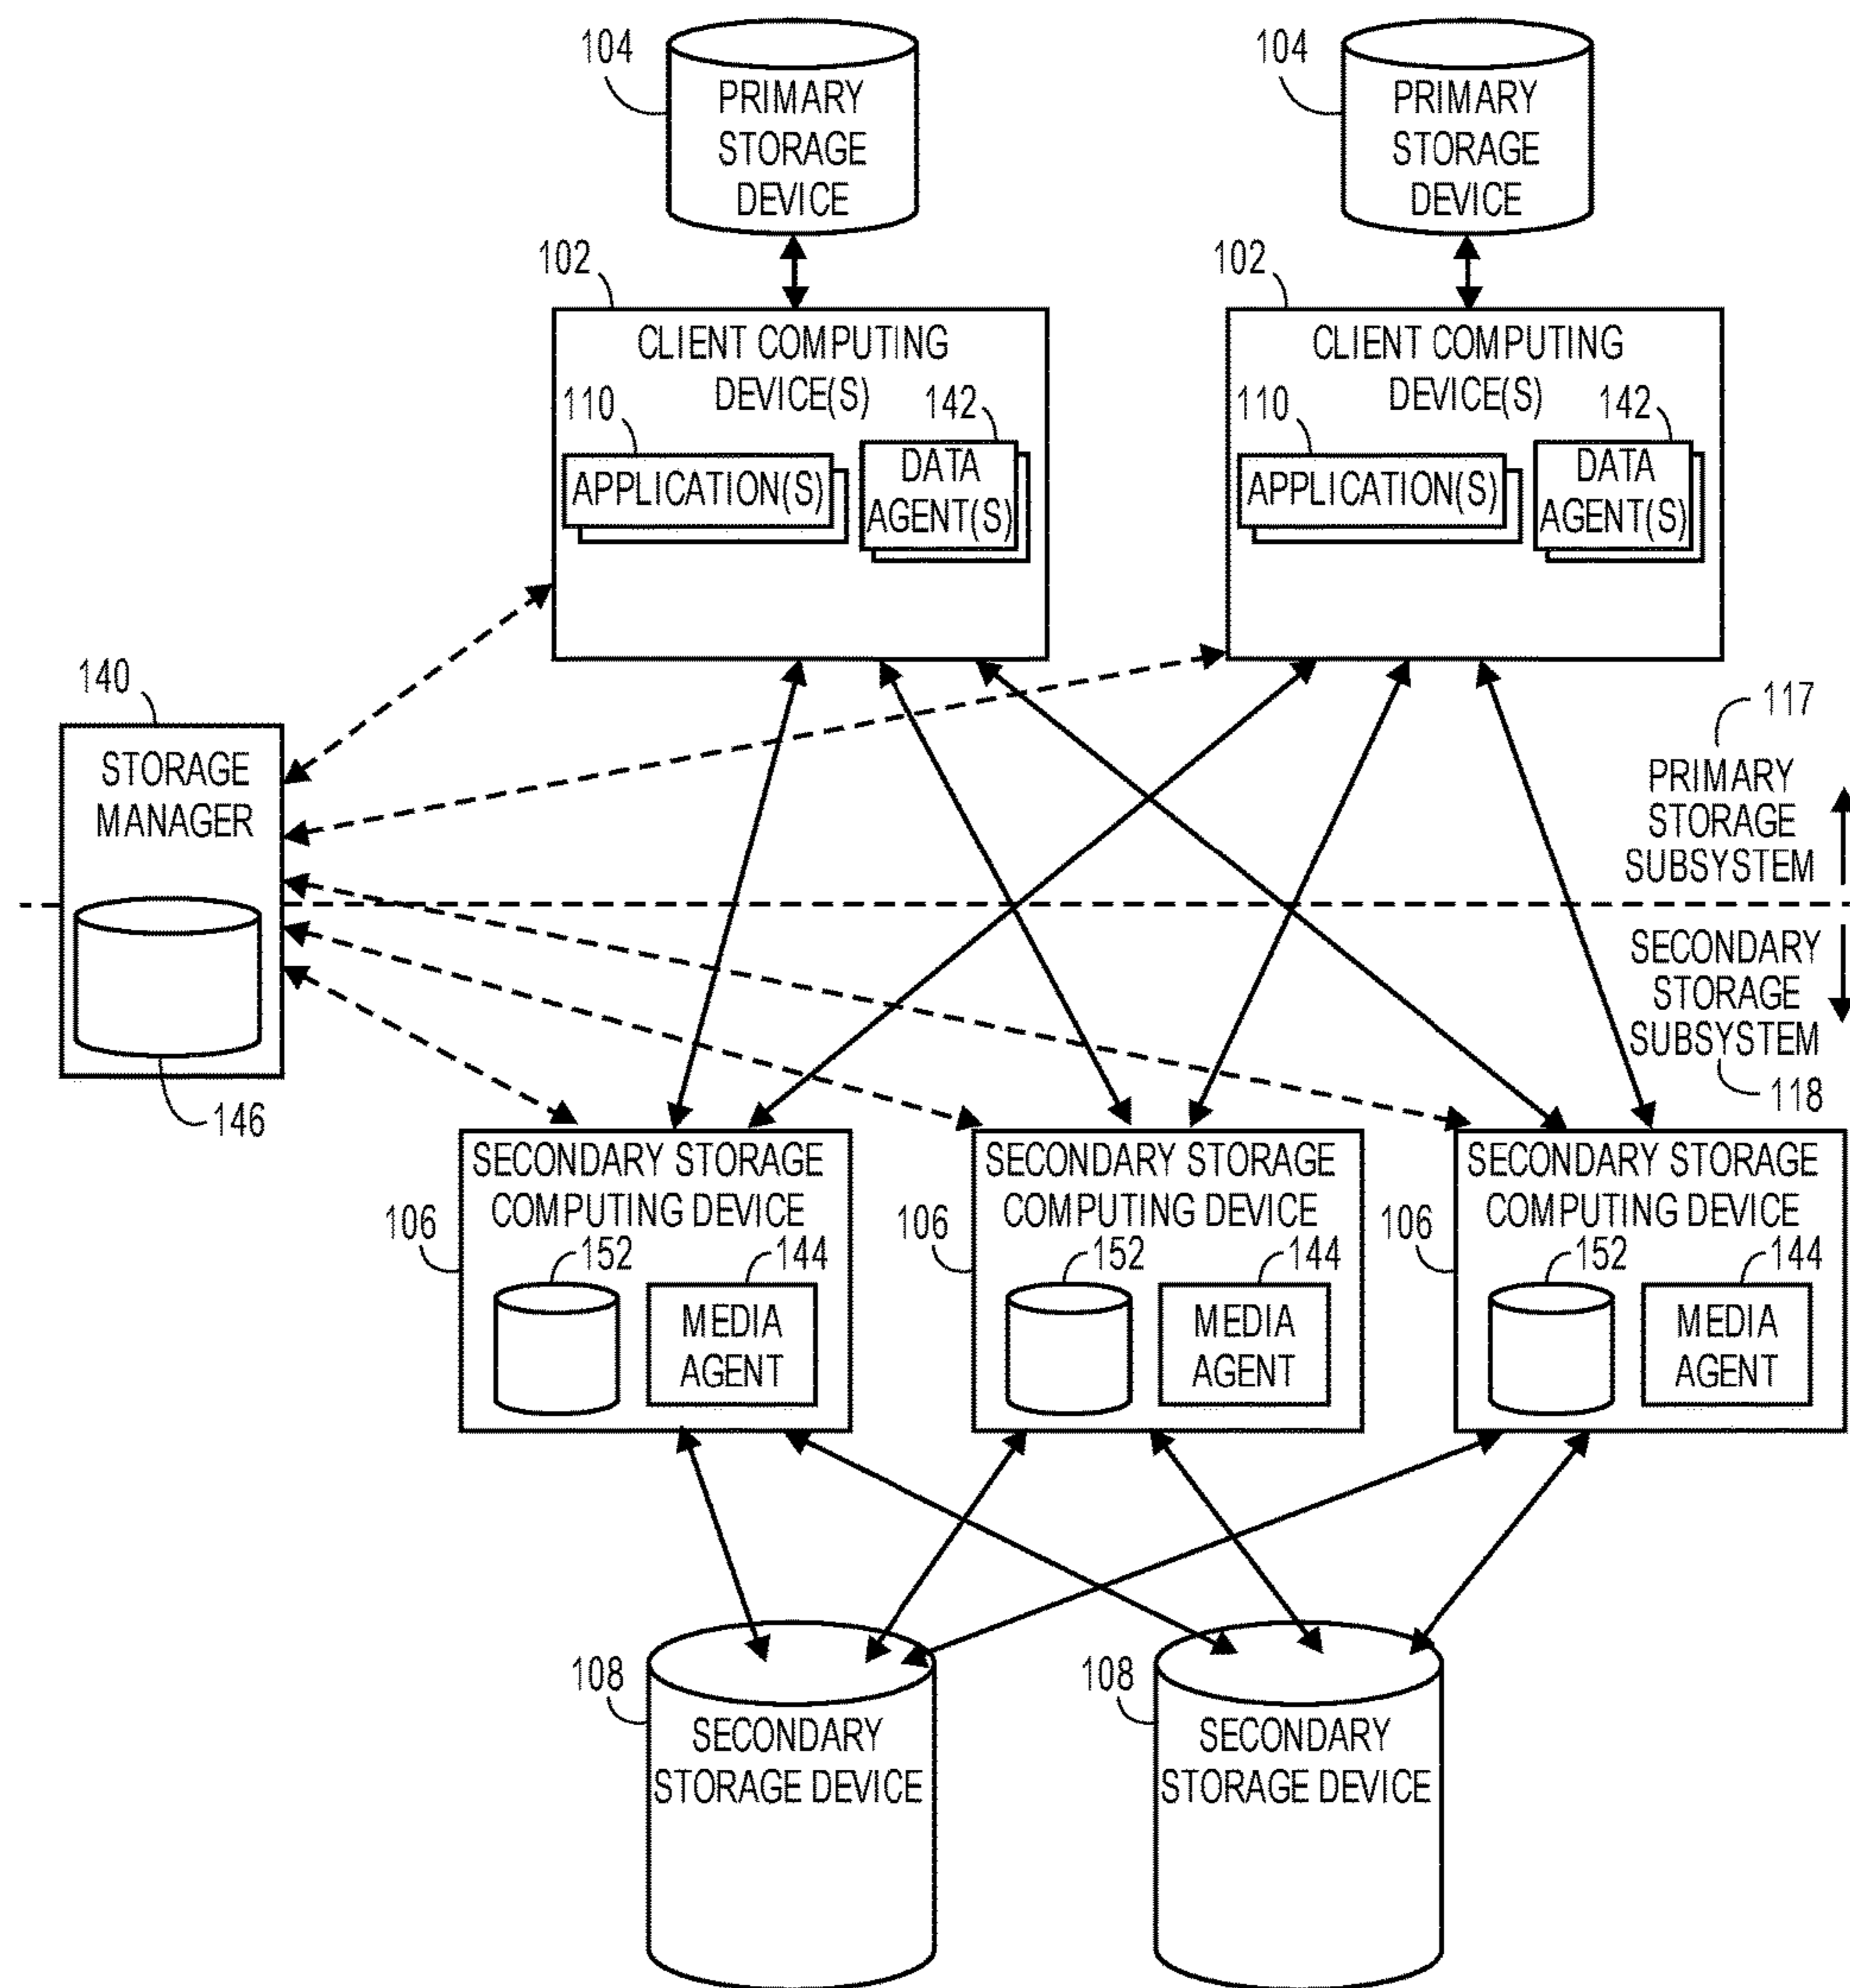 104
PRIMARY
STORAGE
DEVICE
104
PRIMARY
STORAGE
DEVICE
102
CLIENT COMPUTING
DEVICE(S)
110
APPLICATION(S)
142
DATA
AGENT(S)
102
CLIENT COMPUTING
DEVICE(S)
110
APPLICATION(S)
142
DATA
AGENT(S)
140
STORAGE
MANAGER
146
117
PRIMARY
STORAGE
SUBSYSTEM
SECONDARY
STORAGE
SUBSYSTEM
118
106
SECONDARY STORAGE
COMPUTING DEVICE
152
144
MEDIA
AGENT
106
SECONDARY STORAGE
COMPUTING DEVICE
152
144
MEDIA
AGENT
106
SECONDARY STORAGE
COMPUTING DEVICE
152
144
MEDIA
AGENT
108
SECONDARY
STORAGE DEVICE
108
SECONDARY
STORAGE DEVICE